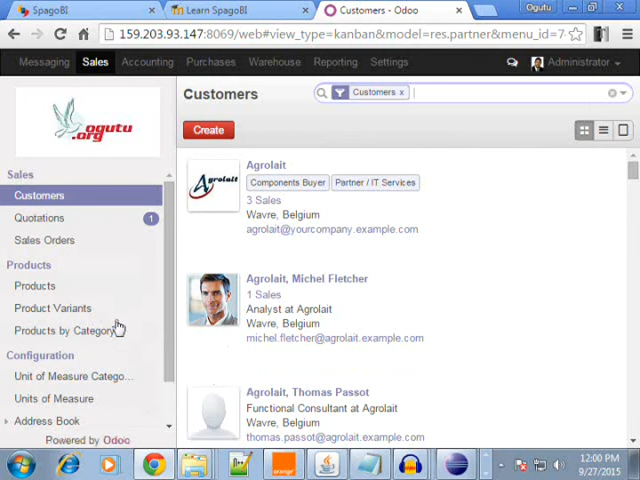 SpagoBI
Learn SpagoBI
Customers - Odoo
Ogutu
159.203.93.147:8069/web#view_type=kanban&model=res.partner&menu_id=7
Messaging Sales Accounting Purchases Warehouse Reporting Settings Administrator
ogutu
.org
Customers
Customers x
Create
Sales
Customers
Quotations 1
Sales Orders
Products
Products
Product Variants
Products by Category
Configuration
Unit of Measure Catego...
Units of Measure
Address Book
Powered by Odoo
Agrolait
Agrolait
Components Buyer Partner / IT Services
3 Sales
Wavre, Belgium
agrolait@yourcompany.example.com
Agrolait, Michel Fletcher
1 Sales
Analyst at Agrolait
Wavre, Belgium
michel.fletcher@agrolait.example.com
Agrolait, Thomas Passot
Functional Consultant at Agrolait
Wavre, Belgium
thomas.passot@agrolait.example.com
orange
12:00 PM
9/27/2015